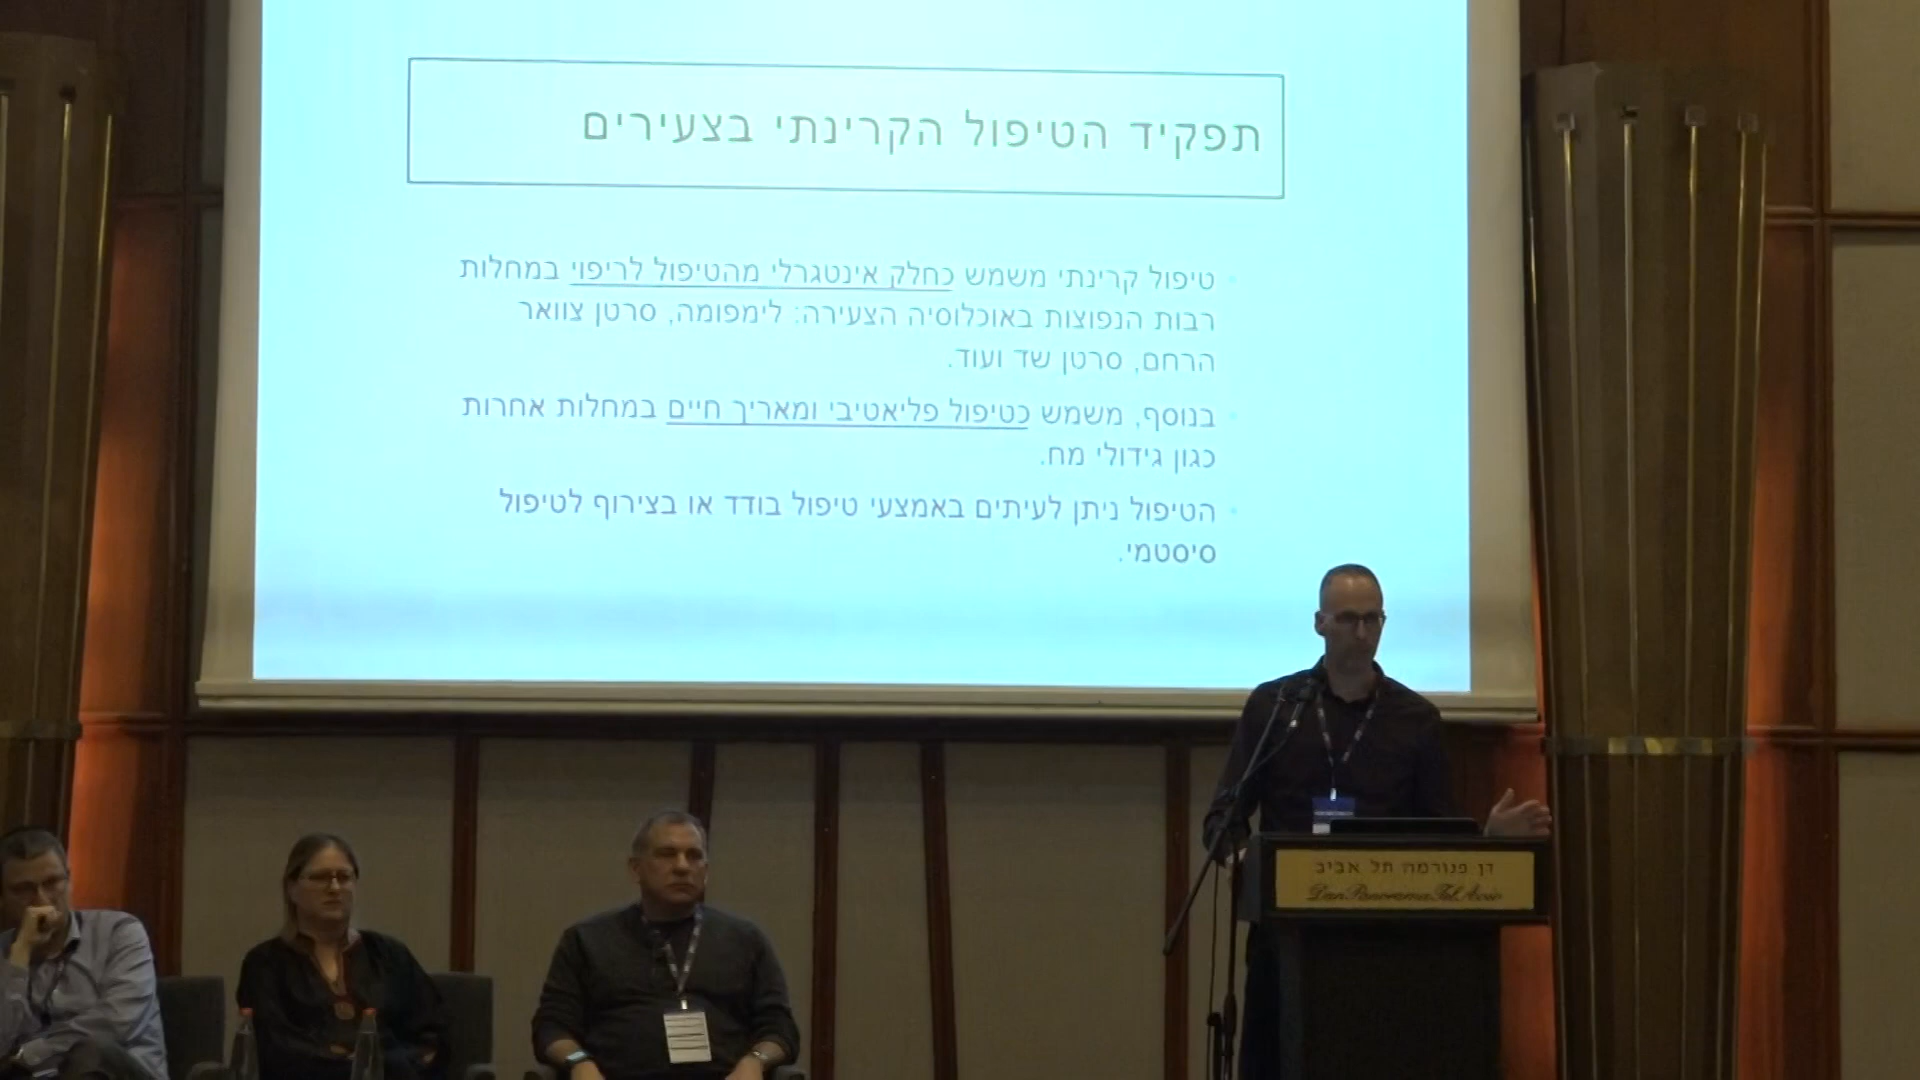 תפקיד הטיפול הקרינתי בצעירים
טיפול קרינתי משמש כחלק אינטגרלי מהטיפול לריפוי במחלות
רבות הנפוצות באוכלוסיה הצעירה: לימפומה, סרטן צוואר
הרחם, סרטן שד ועוד.
בנוסף, משמש כטיפול פליאטיבי ומאריך חיים במחלות אחרות
כגון גידולי מח.
הטיפול ניתן לעיתים באמצעי טיפול בודד או בצירוף לטיפול
סיסטמי.
דן פנורמה תל אביב
Dan Panorama Tel Aviv